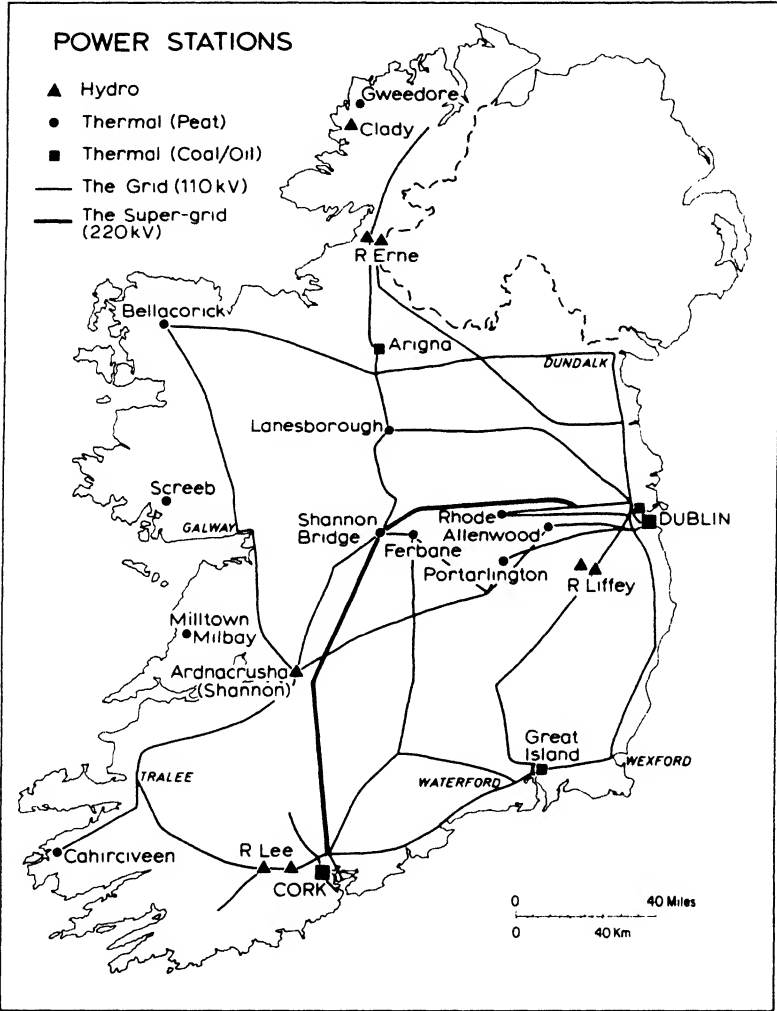 POWER STATIONS
Hydro
Thermal (Peat)
Thermal (Coal/Oil)
The Grid (110kV)
The Super-grid
(220kV)
Gweedore
Clady
R Erne
Bellacorick
Arigna
DUNDALK
Lanesborough
Screeb
GALWAY
Shannon
Bridge
Ferbane
Rhode
Allenwood
Portarlington
DUBLIN
R Liffey
Milltown
Milbay
Ardnacrusha
(Shannon)
Great
Island
WEXFORD
WATERFORD
TRALEE
Cahirciveen
R Lee
CORK
0 40 Miles
0 40 Km